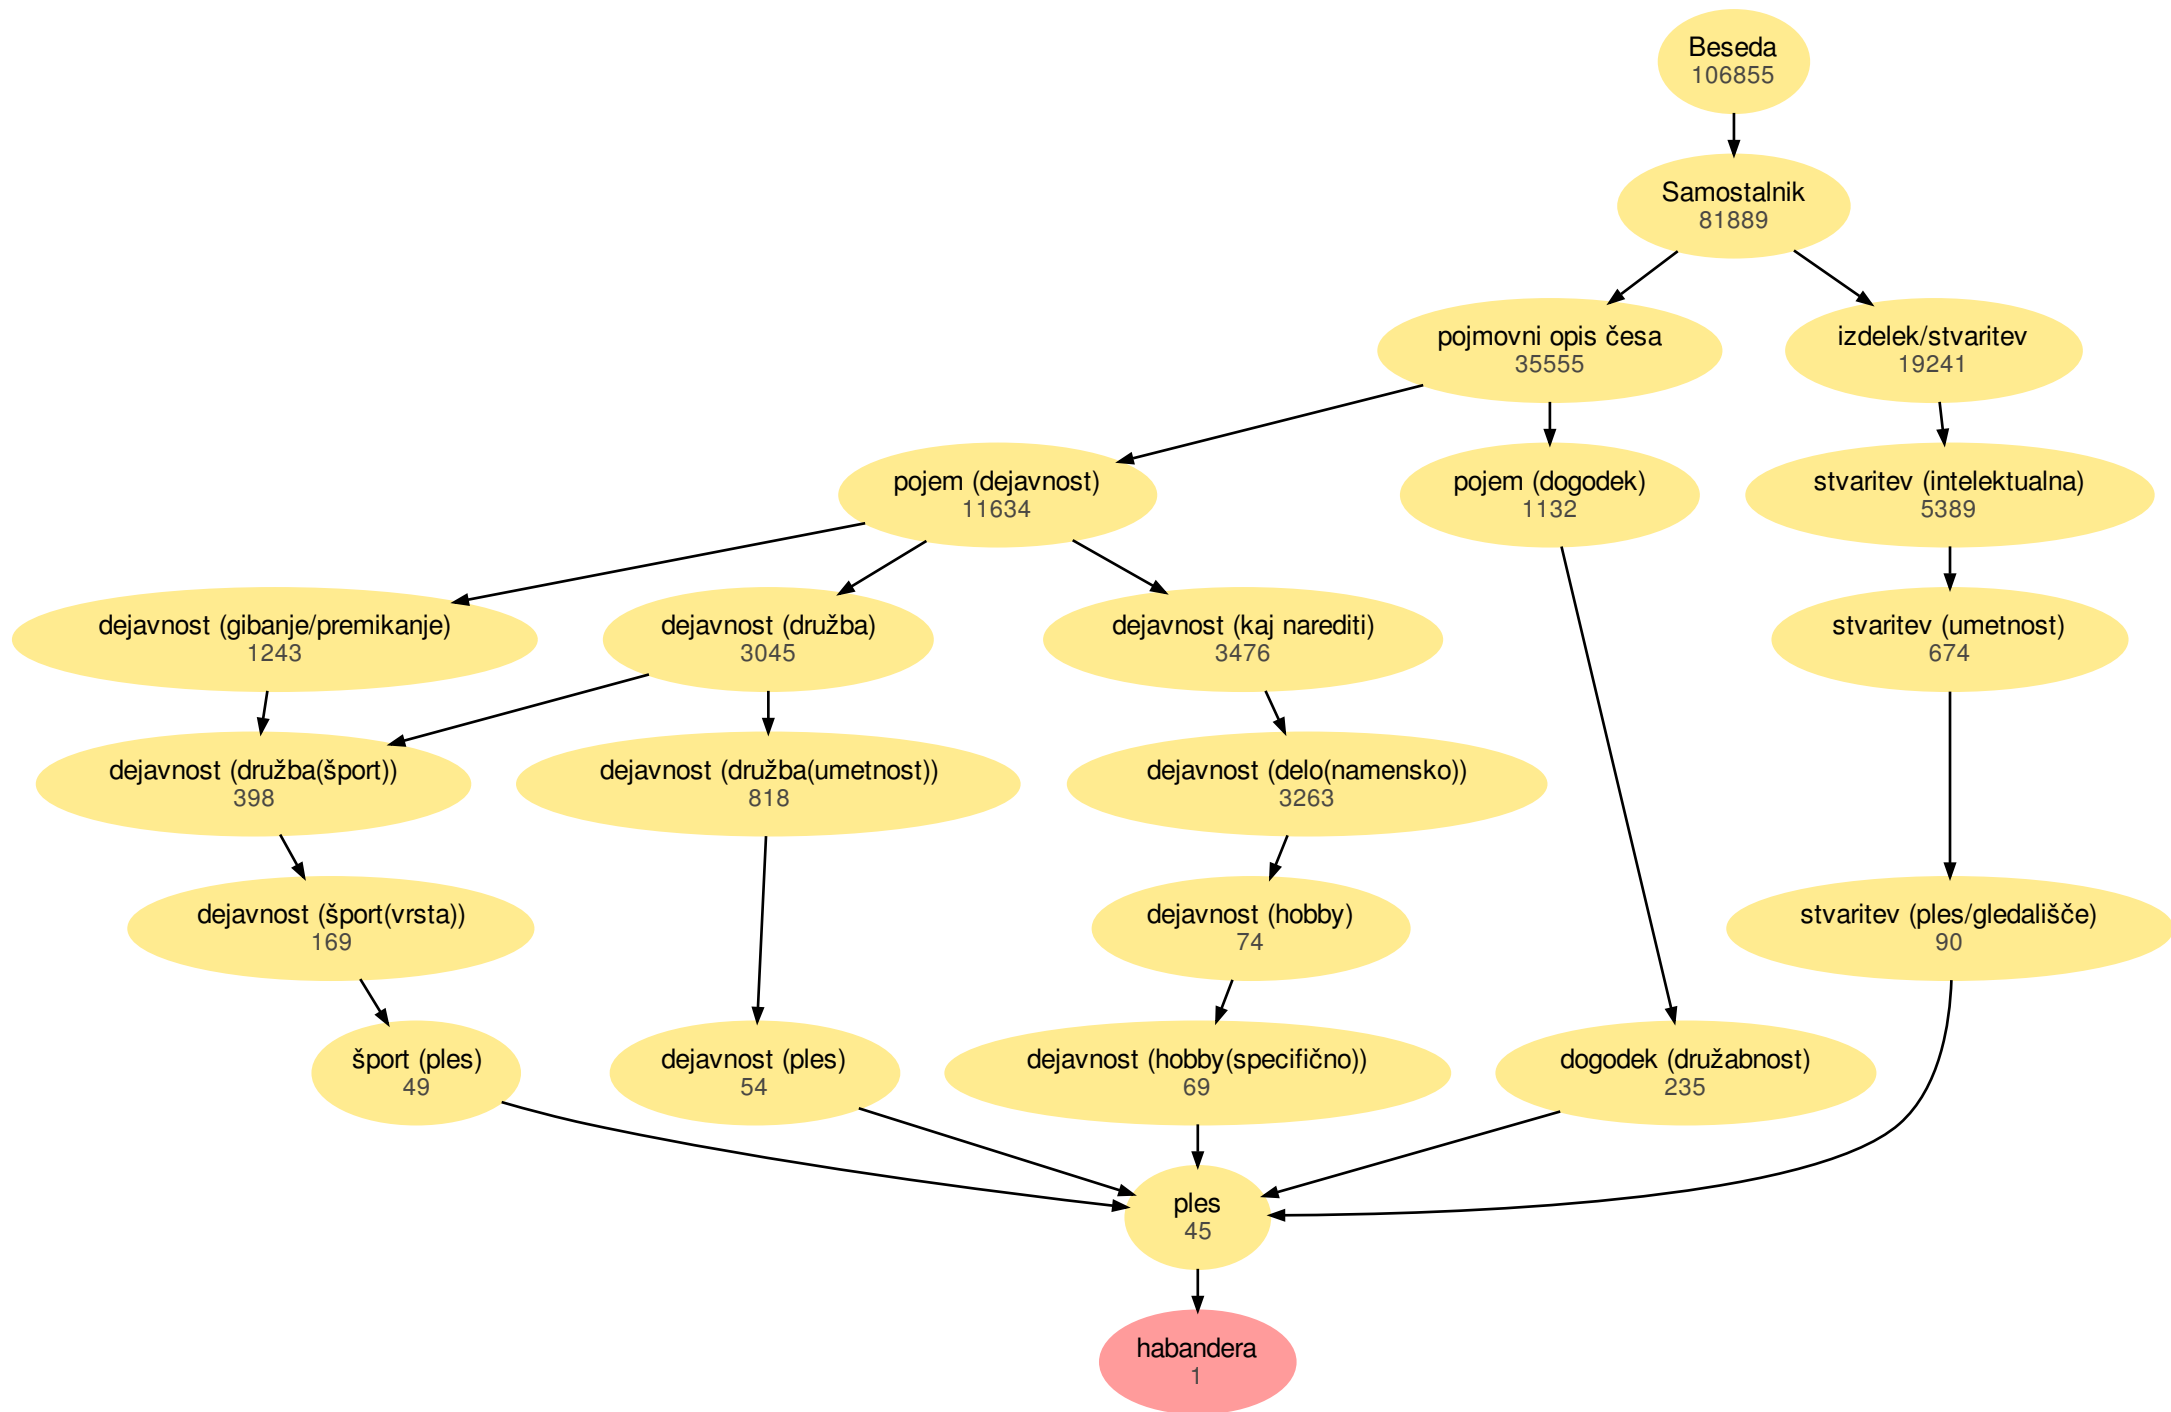 Beseda
106855
Samostalnik
81889
pojmovni opis česa
35555
izdelek/stvaritev
19241
pojem (dejavnost)
11634
pojem (dogodek)
1132
stvaritev (intelektualna)
5389
dejavnost (gibanje/premikanje)
1243
dejavnost (družba)
3045
dejavnost (kaj narediti)
3476
stvaritev (umetnost)
674
dejavnost (družba(šport))
398
dejavnost (družba(umetnost))
818
dejavnost (delo(namensko))
3263
dejavnost (šport(vrsta))
169
dejavnost (hobby)
74
stvaritev (ples/gledališče)
90
šport (ples)
49
dejavnost (ples)
54
dejavnost (hobby(specifično))
69
dogodek (družabnost)
235
ples
45
habandera
1